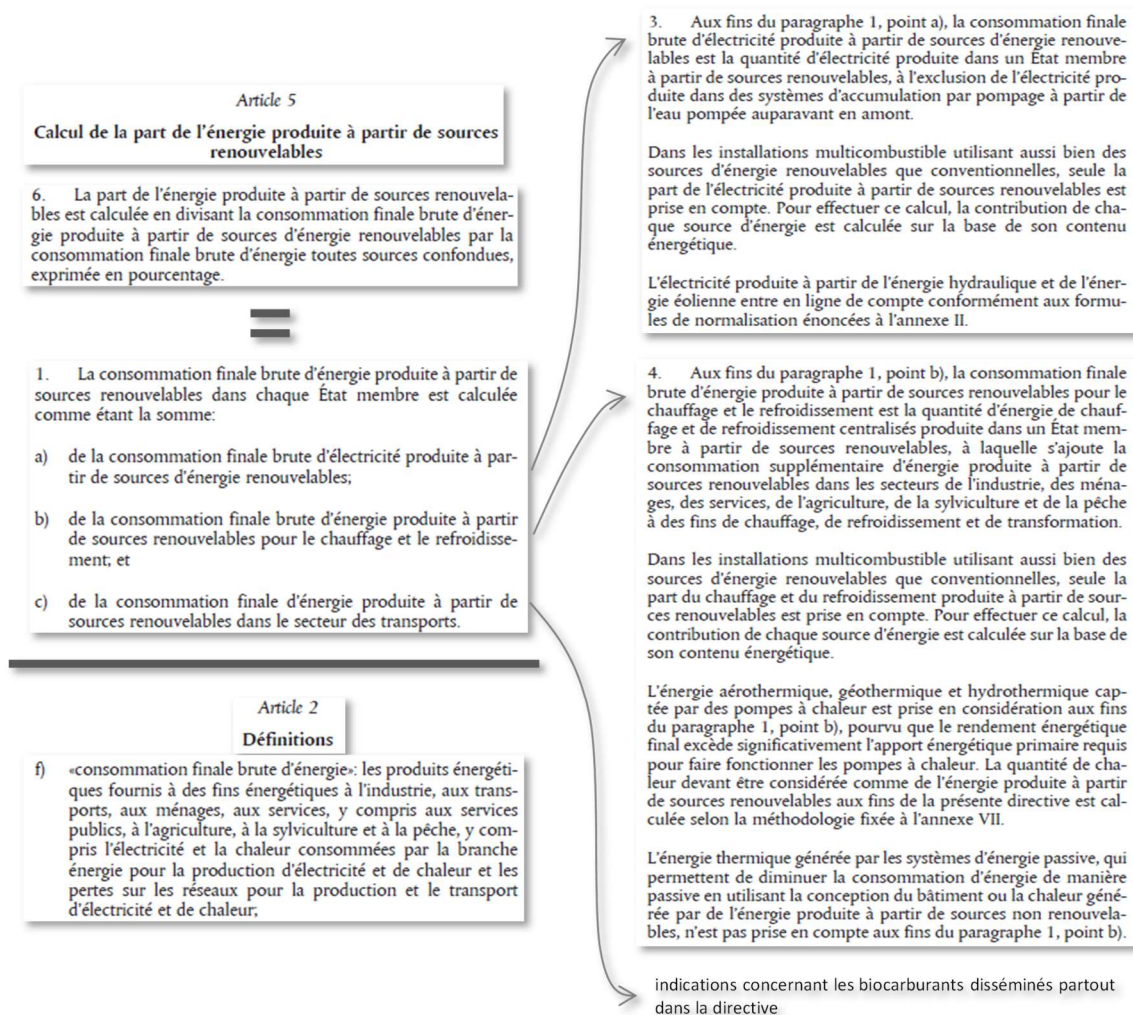 Article 5
Calcul de la part de l'énergie produite à partir de sources
renouvelables
6. La part de l'énergie produite à partir de sources renouvela-
bles est calculée en divisant la consommation finale brute d'éner-
gie produite à partir de sources d'énergie renouvelables par la
consommation finale brute d'énergie toutes sources confondues,
exprimée en pourcentage.
=
1. La consommation finale brute d'énergie produite à partir de
sources renouvelables dans chaque État membre est calculée
comme étant la somme:
a) de la consommation finale brute d'électricité produite à par-
tir de sources d'énergie renouvelables;
b) de la consommation finale brute d'énergie produite à partir
de sources renouvelables pour le chauffage et le refroidisse-
ment; et
c) de la consommation finale d'énergie produite à partir de
sources renouvelables dans le secteur des transports.
Article 2
Définitions
f) «consommation finale brute d'énergie»: les produits énergéti-
ques fournis à des fins énergétiques à l'industrie, aux trans-
ports, aux ménages, aux services, y compris aux services
publics, à l'agriculture, à la sylviculture et à la pêche, y com-
pris l'électricité et la chaleur consommées par la branche
énergie pour la production d'électricité et de chaleur et les
pertes sur les réseaux pour la production et le transport
d'électricité et de chaleur;
3. Aux fins du paragraphe 1, point a), la consommation finale
brute d'électricité produite à partir de sources d'énergie renouve-
lables est la quantité d'électricité produite dans un État membre
à partir de sources renouvelables, à l'exclusion de l'électricité pro-
duite dans des systèmes d'accumulation par pompage à partir de
l'eau pompée auparavant en amont.
Dans les installations multicombustible utilisant aussi bien des
sources d'énergie renouvelables que conventionnelles, seule la
part de l'électricité produite à partir de sources renouvelables est
prise en compte. Pour effectuer ce calcul, la contribution de cha-
que source d'énergie est calculée sur la base de son contenu
énergétique.
L'électricité produite à partir de l'énergie hydraulique et de l'éner-
gie éolienne entre en ligne de compte conformément aux formu-
les de normalisation énoncées à l'annexe II.
4. Aux fins du paragraphe 1, point b), la consommation finale
brute d'énergie produite à partir de sources renouvelables pour le
chauffage et le refroidissement est la quantité d'énergie de chauf-
fage et de refroidissement centralisés produite dans un État mem-
bre à partir de sources renouvelables, à laquelle s'ajoute la
consommation supplémentaire d'énergie produite à partir de
sources renouvelables dans les secteurs de l'industrie, des ména-
ges, des services, de l'agriculture, de la sylviculture et de la pêche
à des fins de chauffage, de refroidissement et de transformation.
Dans les installations multicombustible utilisant aussi bien des
sources d'énergie renouvelables que conventionnelles, seule la
part du chauffage et du refroidissement produite à partir de sour-
ces renouvelables est prise en compte. Pour effectuer ce calcul, la
contribution de chaque source d'énergie est calculée sur la base de
son contenu énergétique.
L'énergie aérothermique, géothermique et hydrothermique cap-
tée par des pompes à chaleur est prise en considération aux fins
du paragraphe 1, point b), pourvu que le rendement énergétique
final excède significativement l'apport énergétique primaire requis
pour faire fonctionner les pompes à chaleur. La quantité de cha-
leur devant être considérée comme de l'énergie produite à partir
de sources renouvelables aux fins de la présente directive est cal-
culée selon la méthodologie fixée à l'annexe VII.
L'énergie thermique générée par les systèmes d'énergie passive, qui
permettent de diminuer la consommation d'énergie de manière
passive en utilisant la conception du bâtiment ou la chaleur géné-
rée par de l'énergie produite à partir de sources non renouvela-
bles, n'est pas prise en compte aux fins du paragraphe 1, point b).
indications concernant les biocarburants disséminés partout
dans la directive